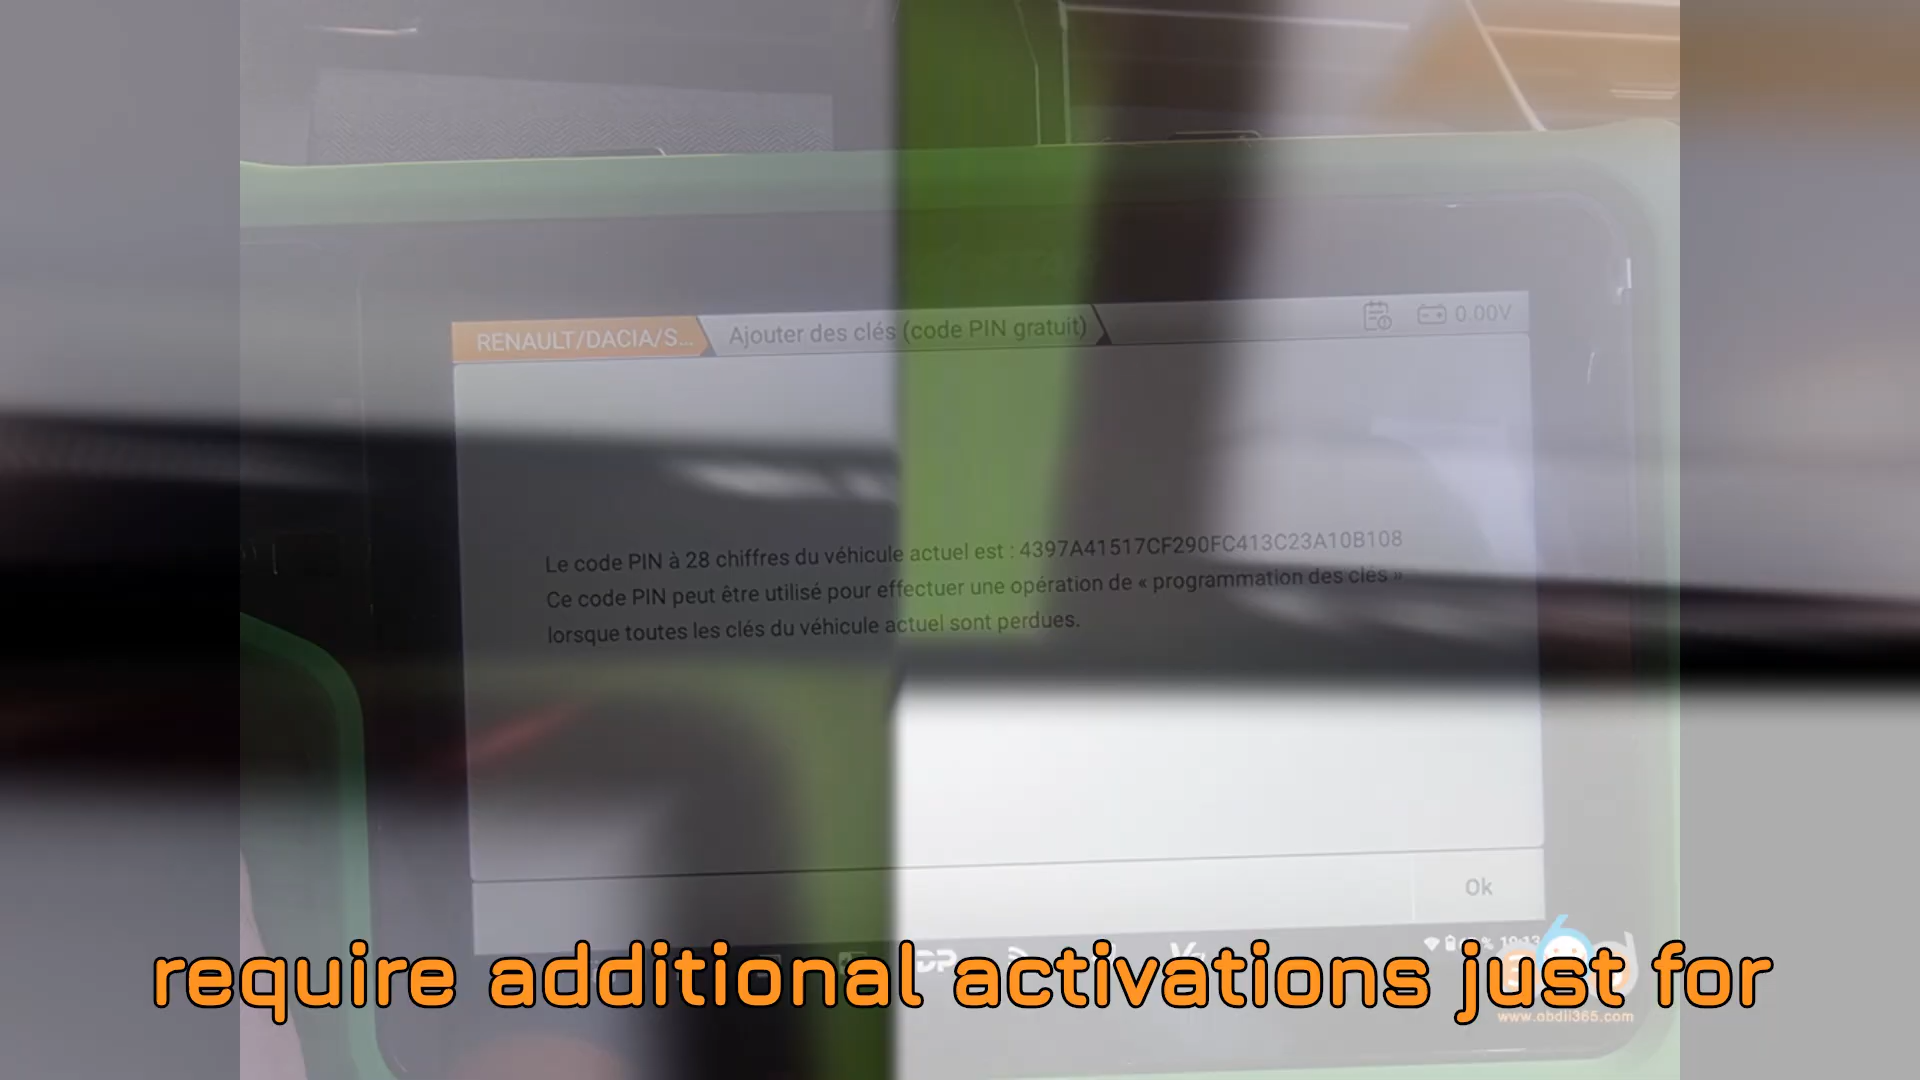 RENAULT/DACIA/S...
Ajouter des clés (code PIN gratuit)
0.00V
Le code PIN à 28 chiffres du véhicule actuel est : 4397A41517CF290FC413C23A10B108
Ce code PIN peut être utilisé pour effectuer une opération de « programmation des clés »
lorsque toutes les clés du véhicule actuel sont perdues.
Ok
require additional activations just for
www.obdii365.com